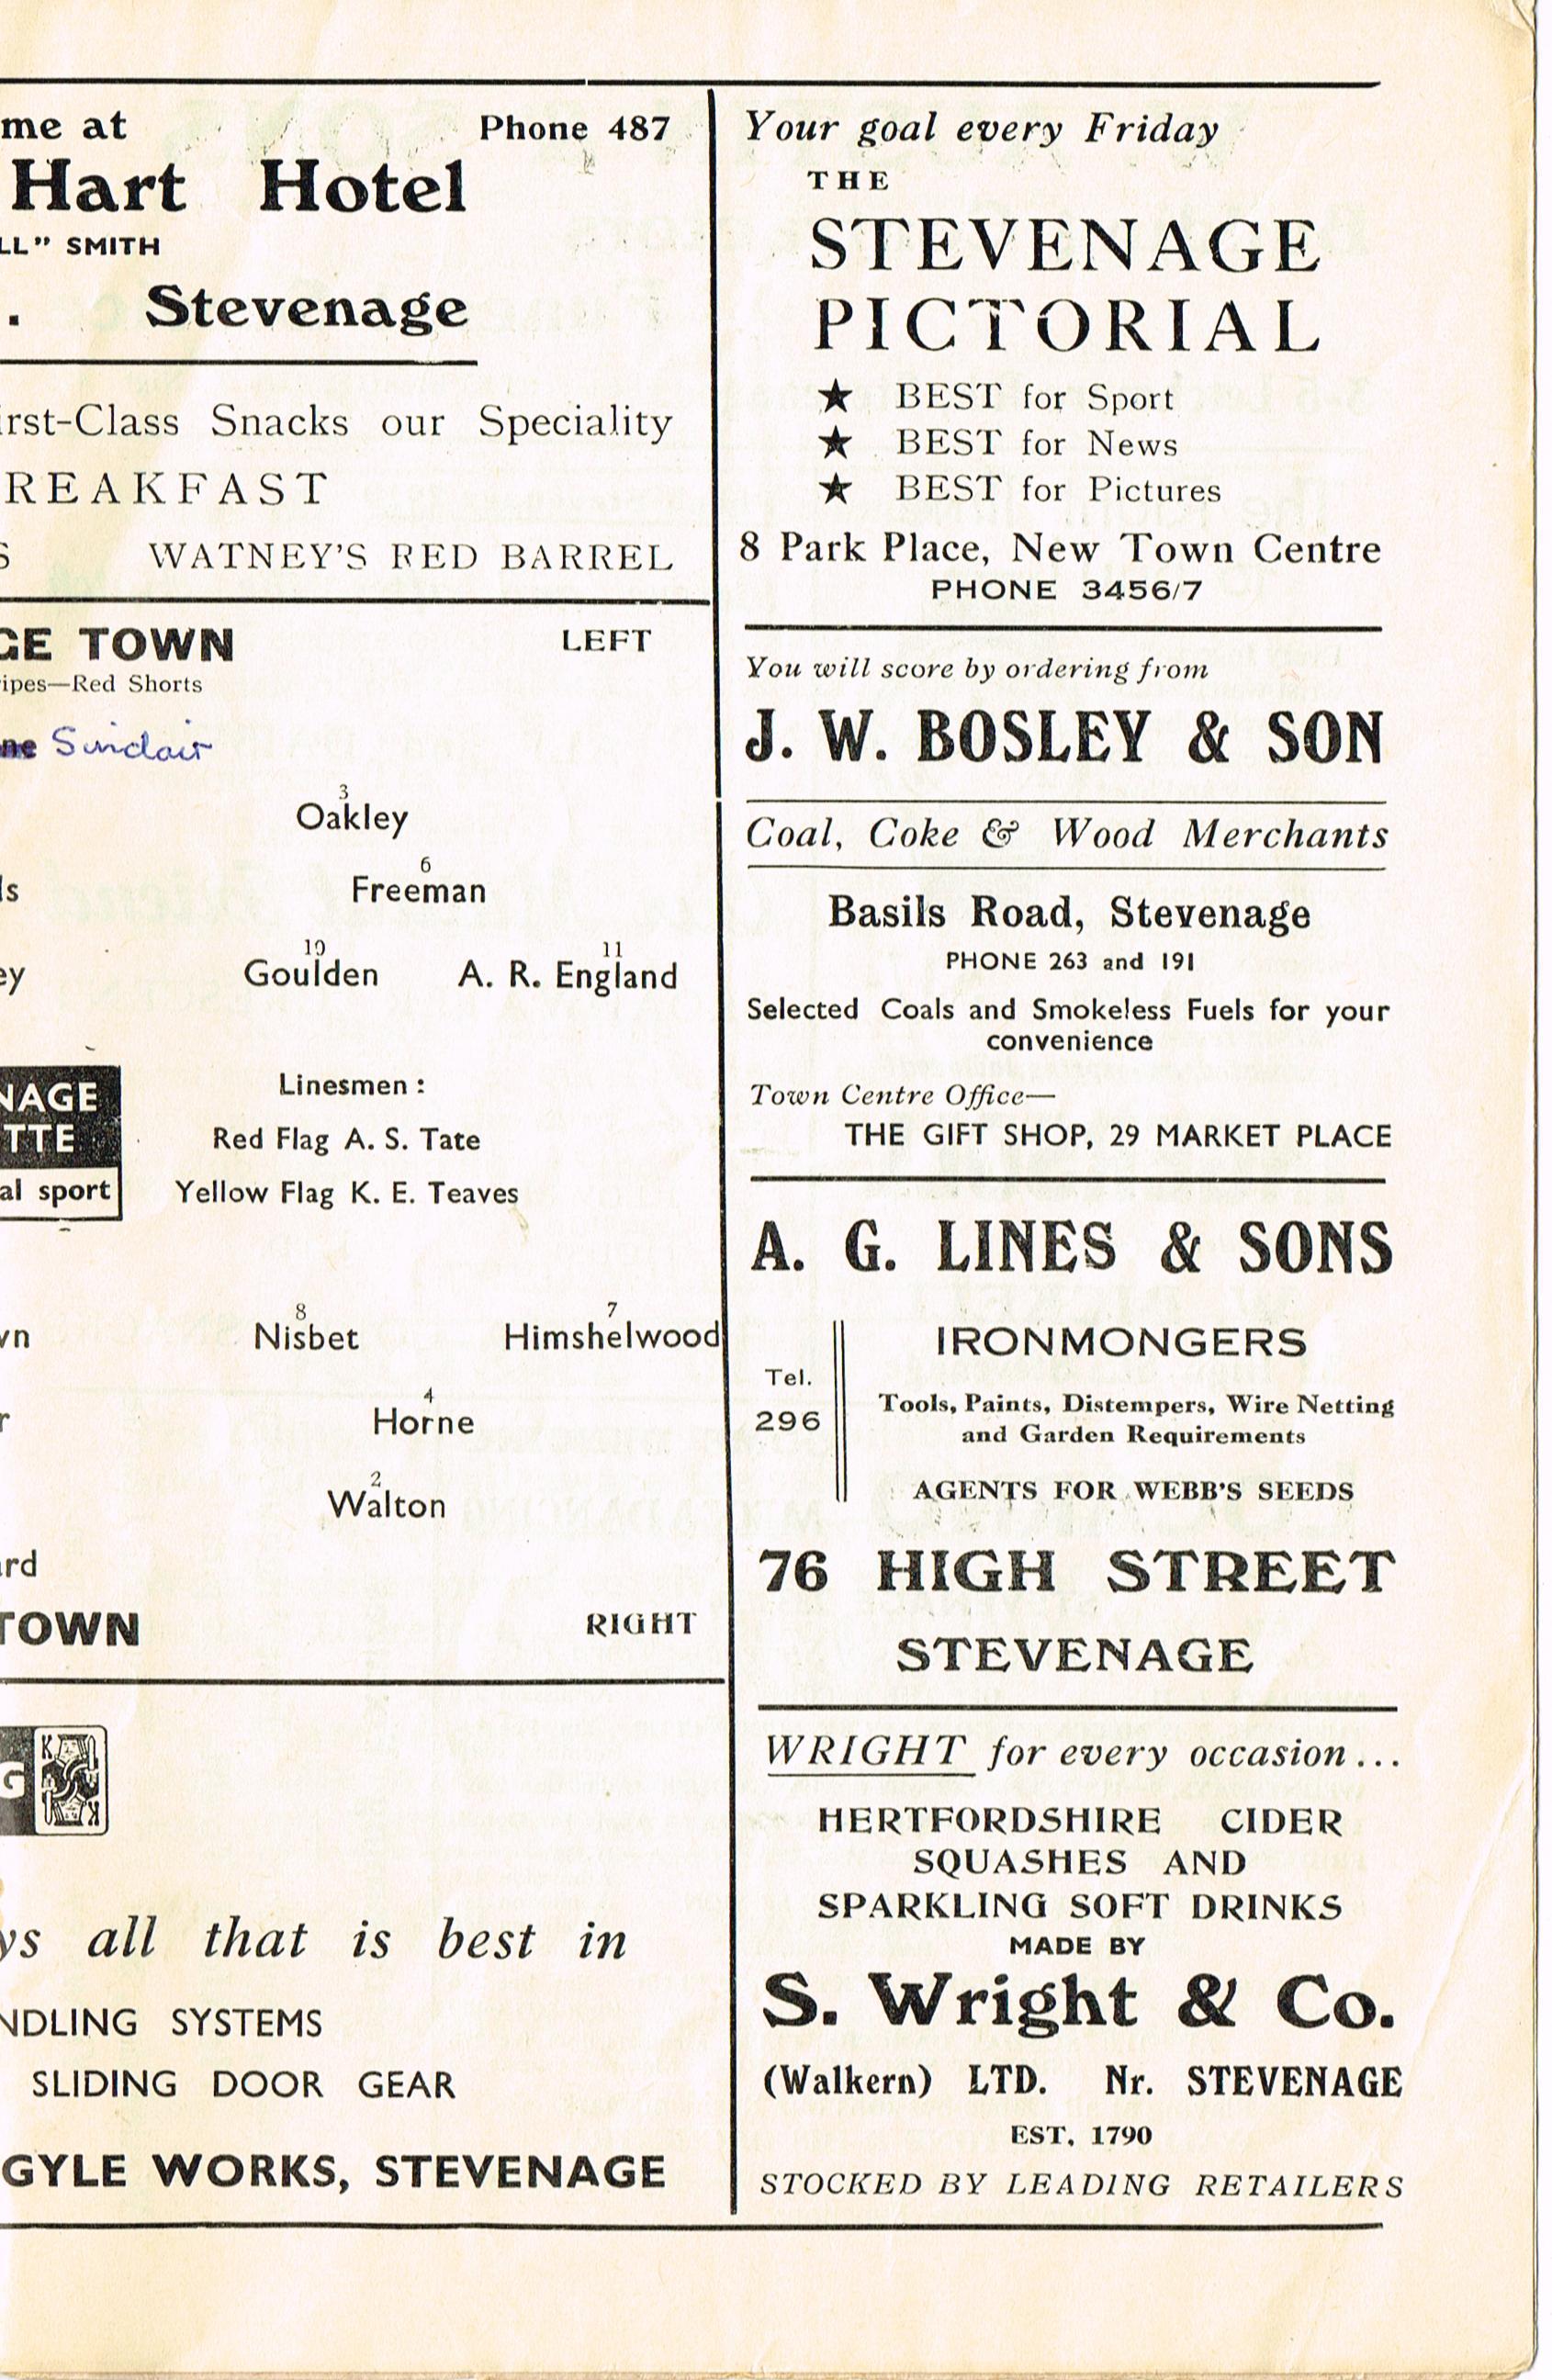 me at Phone 487
Hart Hotel
LL" SMITH
. Stevenage
irst-Class Snacks our Speciality
REAKFAST
S WATNEY'S RED BARREL
GE TOWN LEFT
ipes—Red Shorts
ne Sinclair
3
Oakley
6
ls Freeman
10 11
ey Goulden A. R. England
NAGE
TTE
al sport
Linesmen :
Red Flag A. S. Tate
Yellow Flag K. E. Teaves
8 7
wn Nisbet Himshelwood
4
r Horne
2
Walton
ard
TOWN RIGHT
G K K
ys all that is best in
NDLING SYSTEMS
SLIDING DOOR GEAR
GYLE WORKS, STEVENAGE
Your goal every Friday
THE
STEVENAGE
PICTORIAL
★ BEST for Sport
★ BEST for News
★ BEST for Pictures
8 Park Place, New Town Centre
PHONE 3456/7
You will score by ordering from
J. W. BOSLEY & SON
Coal, Coke & Wood Merchants
Basils Road, Stevenage
PHONE 263 and 191
Selected Coals and Smokeless Fuels for your
convenience
Town Centre Office—
THE GIFT SHOP, 29 MARKET PLACE
A. G. LINES & SONS
Tel.
296
IRONMONGERS
Tools, Paints, Distempers, Wire Netting
and Garden Requirements
AGENTS FOR WEBB'S SEEDS
76 HIGH STREET
STEVENAGE
WRIGHT for every occasion...
HERTFORDSHIRE CIDER
SQUASHES AND
SPARKLING SOFT DRINKS
MADE BY
S. Wright & Co.
(Walkern) LTD. Nr. STEVENAGE
EST. 1790
STOCKED BY LEADING RETAILERS